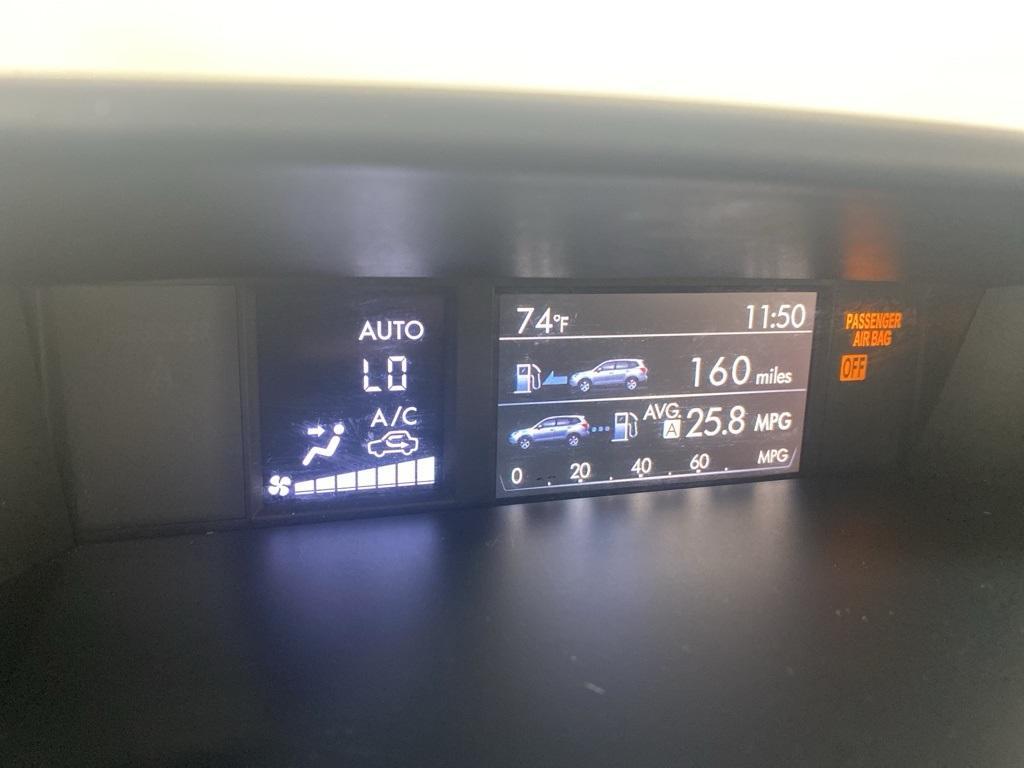 AUTO
LO
A/C
74°F 11:50
160 miles
AVG.
A 25.8 MPG
0 20 40 60 MPG
PASSENGER
AIR BAG
OFF